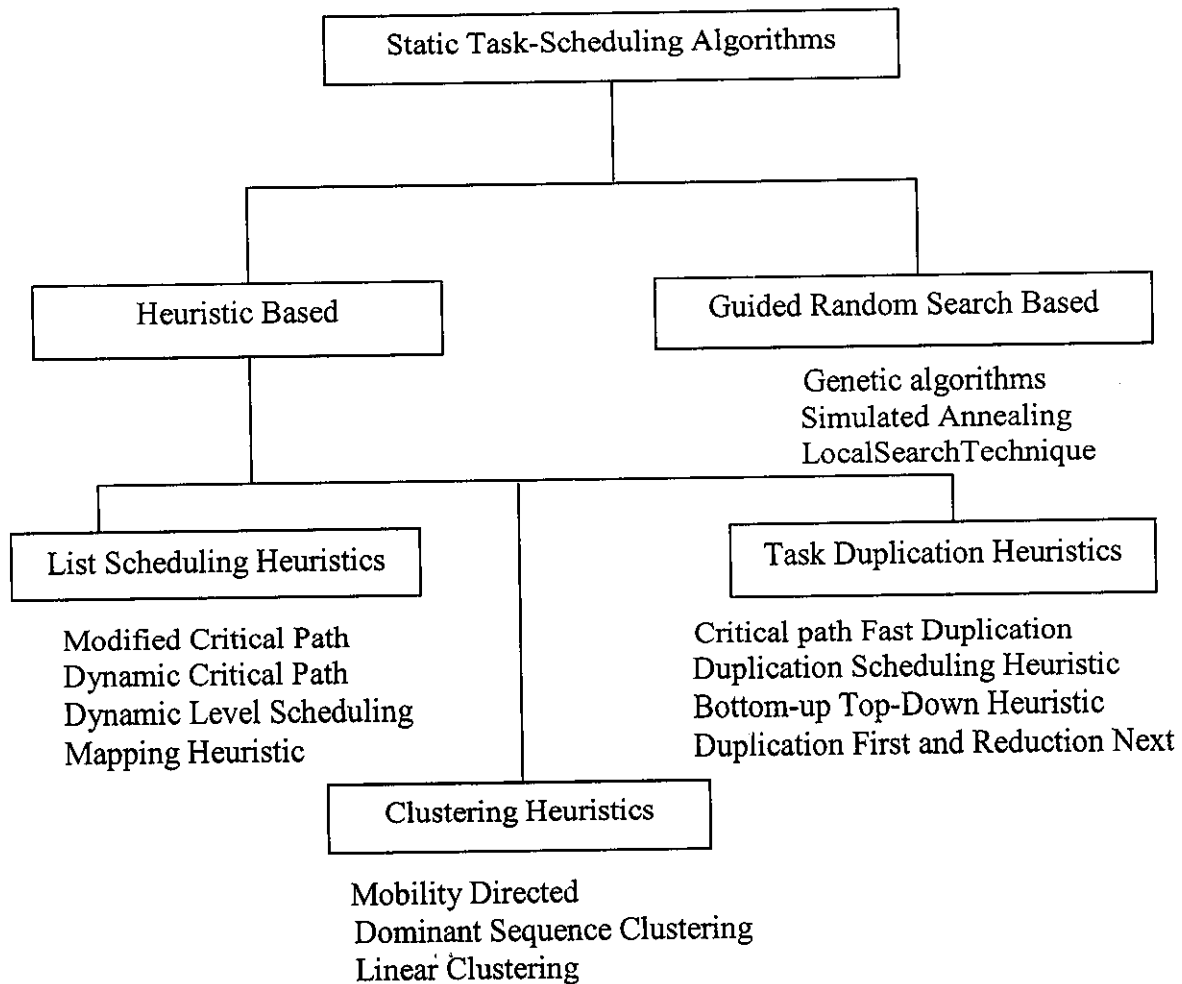 Static Task-Scheduling Algorithms
Heuristic Based
Guided Random Search Based
Genetic algorithms
Simulated Annealing
LocalSearchTechnique
List Scheduling Heuristics
Modified Critical Path
Dynamic Critical Path
Dynamic Level Scheduling
Mapping Heuristic
Task Duplication Heuristics
Critical path Fast Duplication
Duplication Scheduling Heuristic
Bottom-up Top-Down Heuristic
Duplication First and Reduction Next
Clustering Heuristics
Mobility Directed
Dominant Sequence Clustering
Linear Clustering